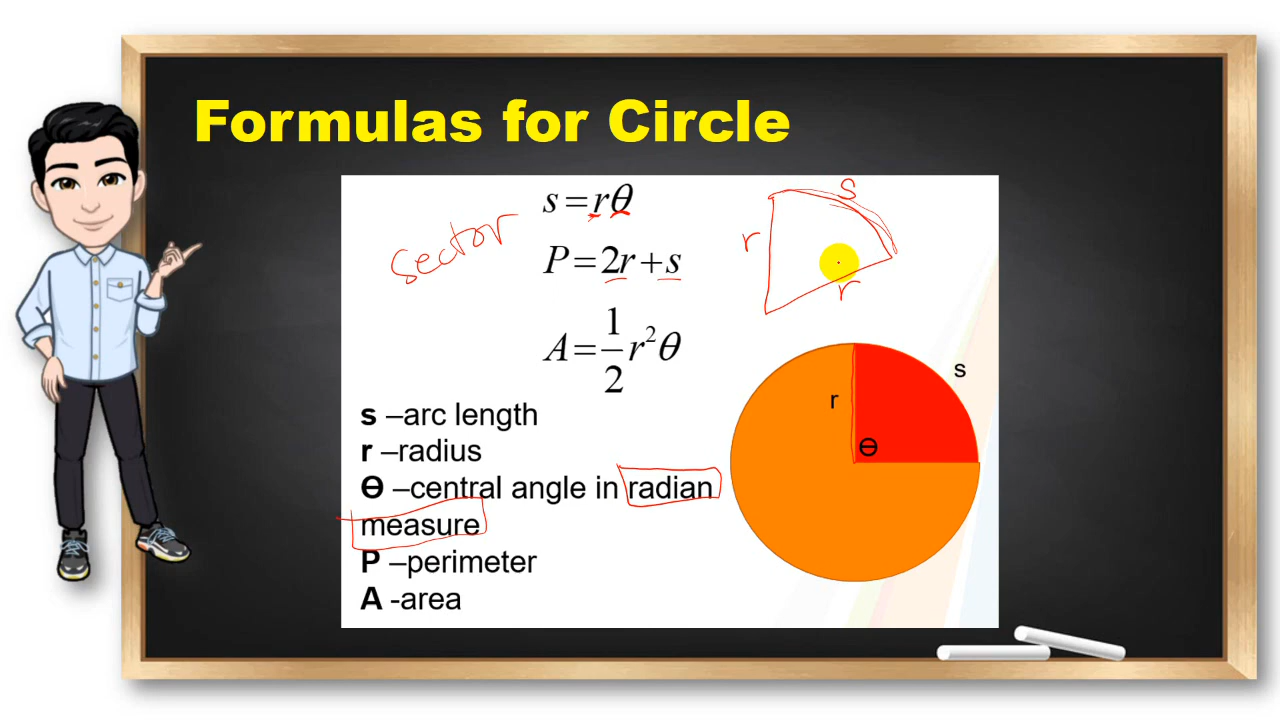 Formulas for Circle
s = rθ
sector
P = 2r + s
A = 1/2 r²θ
s
r
r
s –arc length
r –radius
Ө –central angle in radian
measure
P –perimeter
A -area
s
r
Ө